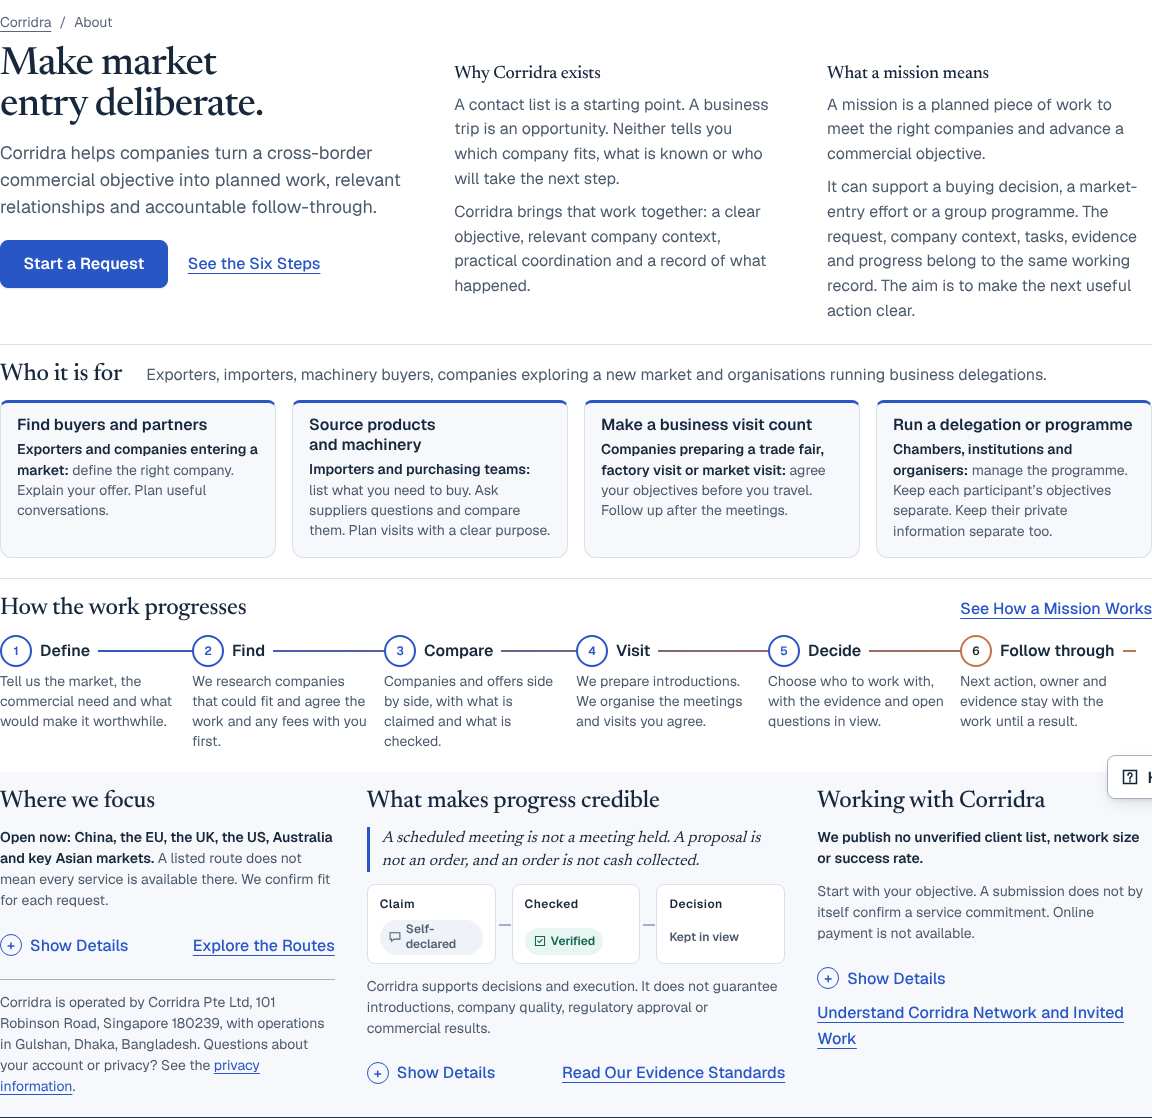 Corridra / About
Make market
entry deliberate.
Corridra helps companies turn a cross-border
commercial objective into planned work, relevant
relationships and accountable follow-through.
Start a Request
See the Six Steps
Why Corridra exists
A contact list is a starting point. A business
trip is an opportunity. Neither tells you
which company fits, what is known or who
will take the next step.
Corridra brings that work together: a clear
objective, relevant company context,
practical coordination and a record of what
happened.
What a mission means
A mission is a planned piece of work to
meet the right companies and advance a
commercial objective.
It can support a buying decision, a market-
entry effort or a group programme. The
request, company context, tasks, evidence
and progress belong to the same working
record. The aim is to make the next useful
action clear.
Who it is for
Exporters, importers, machinery buyers, companies exploring a new market and organisations running business delegations.
Find buyers and partners
Exporters and companies entering a
market: define the right company.
Explain your offer. Plan useful
conversations.
Source products
and machinery
Importers and purchasing teams:
list what you need to buy. Ask
suppliers questions and compare
them. Plan visits with a clear purpose.
Make a business visit count
Companies preparing a trade fair,
factory visit or market visit: agree
your objectives before you travel.
Follow up after the meetings.
Run a delegation or programme
Chambers, institutions and
organisers: manage the programme.
Keep each participant's objectives
separate. Keep their private
information separate too.
How the work progresses
See How a Mission Works
1 Define
Tell us the market, the
commercial need and what
would make it worthwhile.
2 Find
We research companies
that could fit and agree the
work and any fees with you
first.
3 Compare
Companies and offers side
by side, with what is
claimed and what is
checked.
4 Visit
We prepare introductions.
We organise the meetings
and visits you agree.
5 Decide
Choose who to work with,
with the evidence and open
questions in view.
6 Follow through
Next action, owner and
evidence stay with the
work until a result.
Where we focus
Open now: China, the EU, the UK, the US, Australia
and key Asian markets. A listed route does not
mean every service is available there. We confirm fit
for each request.
+ Show Details
Explore the Routes
Corridra is operated by Corridra Pte Ltd, 101
Robinson Road, Singapore 180239, with operations
in Gulshan, Dhaka, Bangladesh. Questions about
your account or privacy? See the privacy
information.
What makes progress credible
A scheduled meeting is not a meeting held. A proposal is
not an order, and an order is not cash collected.
Claim
Self-
declared
Checked
Verified
Decision
Kept in view
Corridra supports decisions and execution. It does not guarantee
introductions, company quality, regulatory approval or
commercial results.
+ Show Details
Read Our Evidence Standards
Working with Corridra
We publish no unverified client list, network size
or success rate.
Start with your objective. A submission does not by
itself confirm a service commitment. Online
payment is not available.
+ Show Details
Understand Corridra Network and Invited
Work